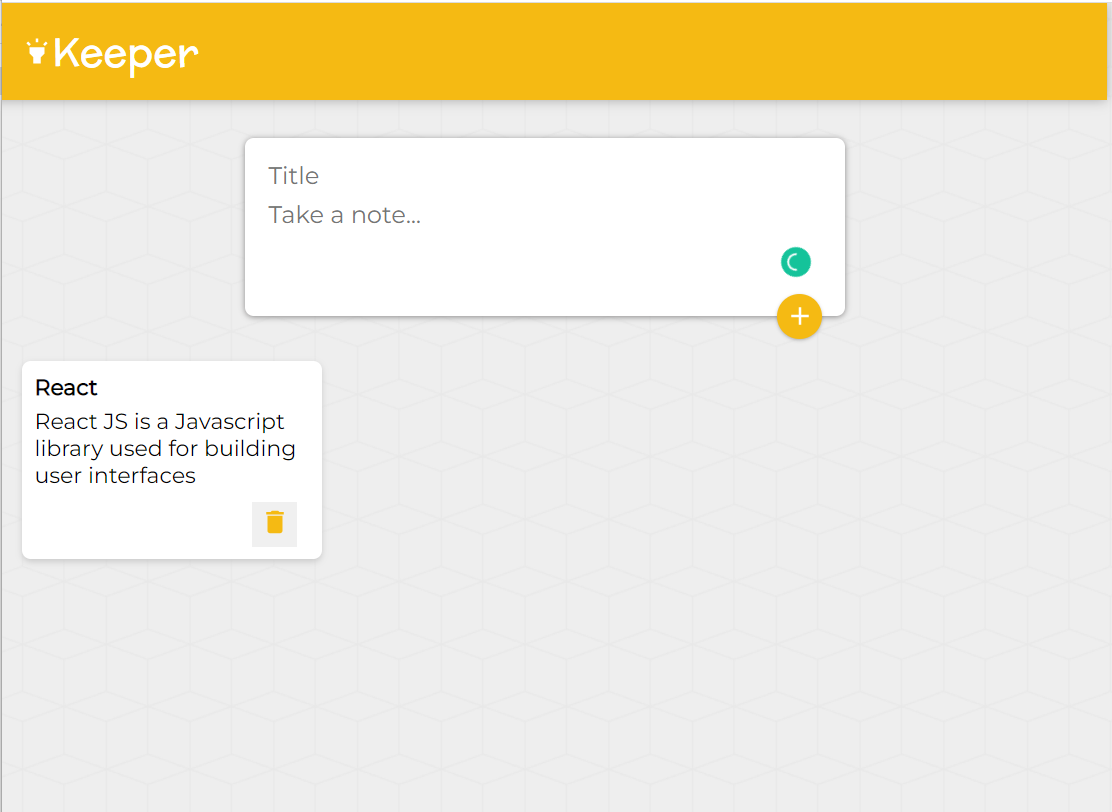 Keeper
Title
Take a note...
React
React JS is a Javascript
library used for building
user interfaces